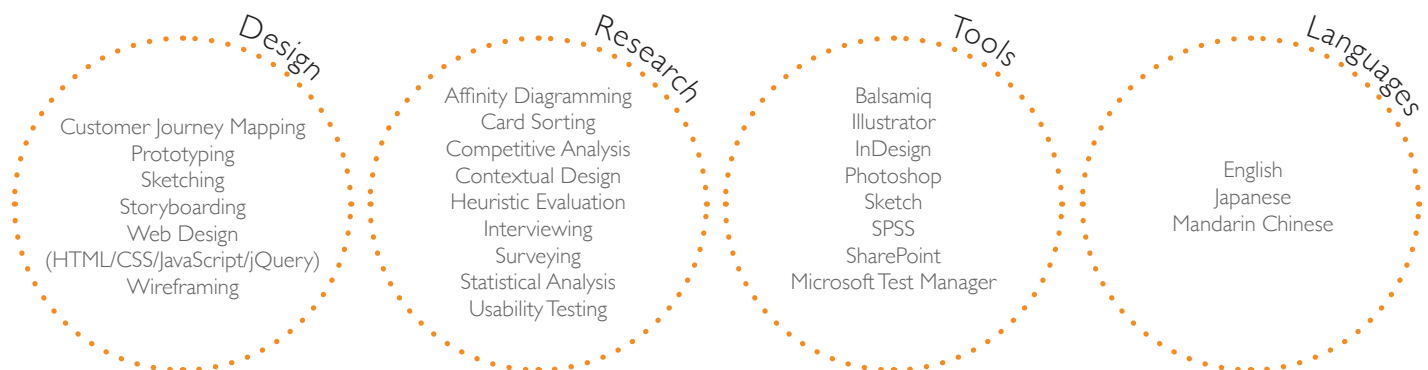 Design
Customer Journey Mapping
Prototyping
Sketching
Storyboarding
Web Design
(HTML/CSS/JavaScript/jQuery)
Wireframing
Research
Affinity Diagramming
Card Sorting
Competitive Analysis
Contextual Design
Heuristic Evaluation
Interviewing
Surveying
Statistical Analysis
Usability Testing
Tools
Balsamiq
Illustrator
InDesign
Photoshop
Sketch
SPSS
SharePoint
Microsoft Test Manager
Languages
English
Japanese
Mandarin Chinese